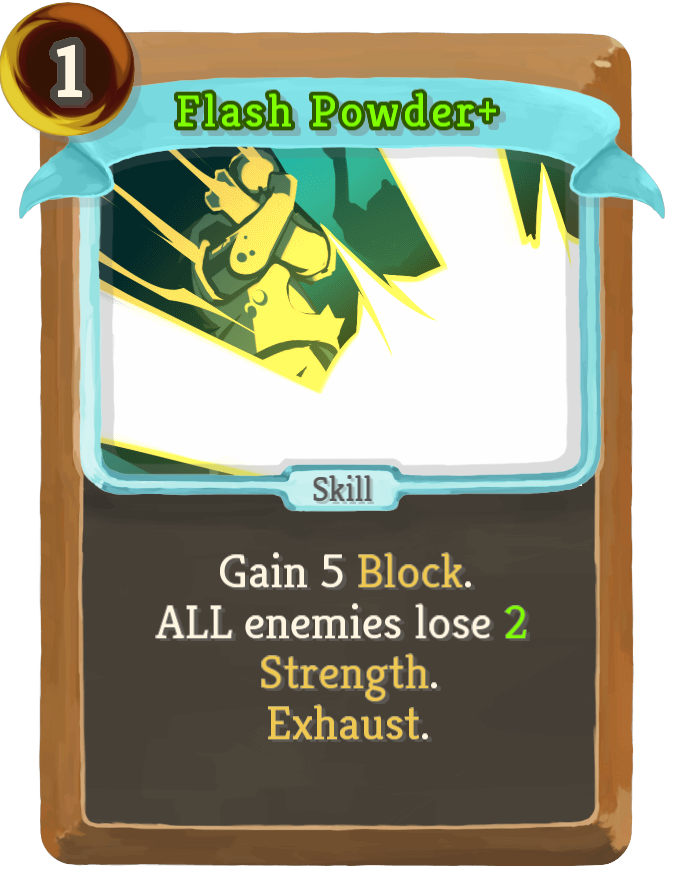 1
Flash Powder+
Skill
Gain 5 Block.
ALL enemies lose 2
Strength.
Exhaust.